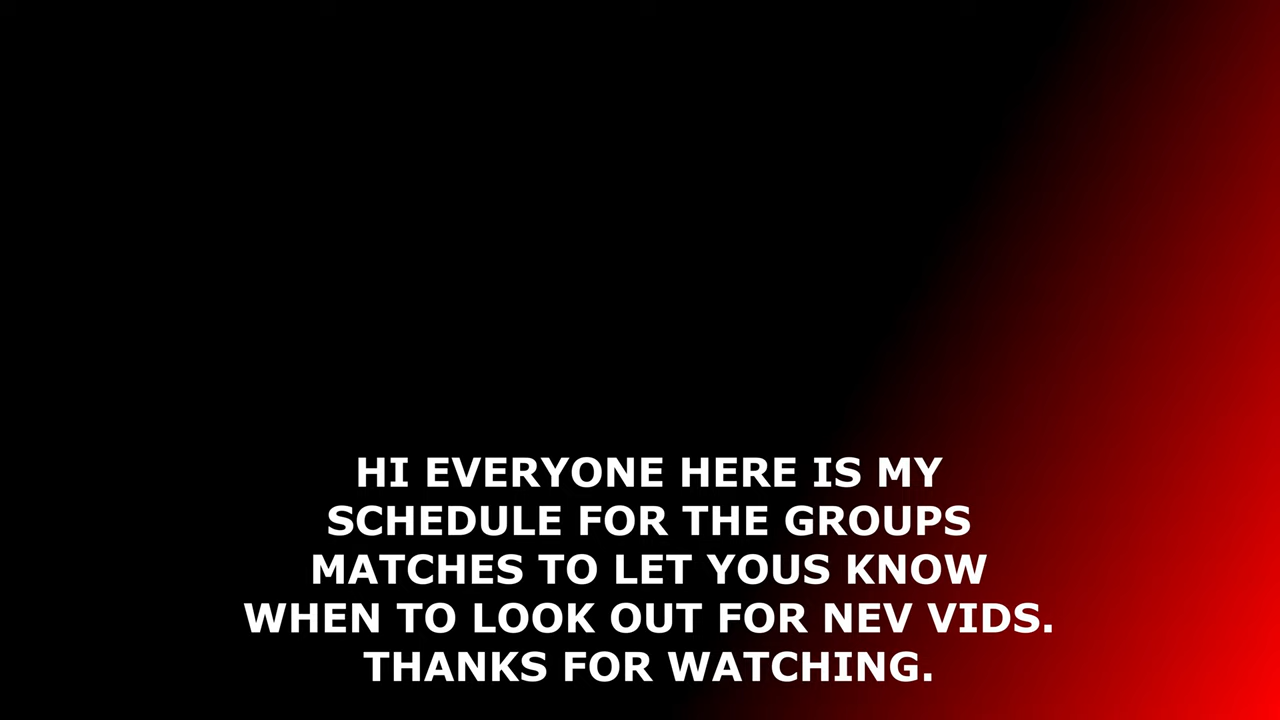 HI EVERYONE HERE IS MY
SCHEDULE FOR THE GROUPS
MATCHES TO LET YOUS KNOW
WHEN TO LOOK OUT FOR NEV VIDS.
THANKS FOR WATCHING.